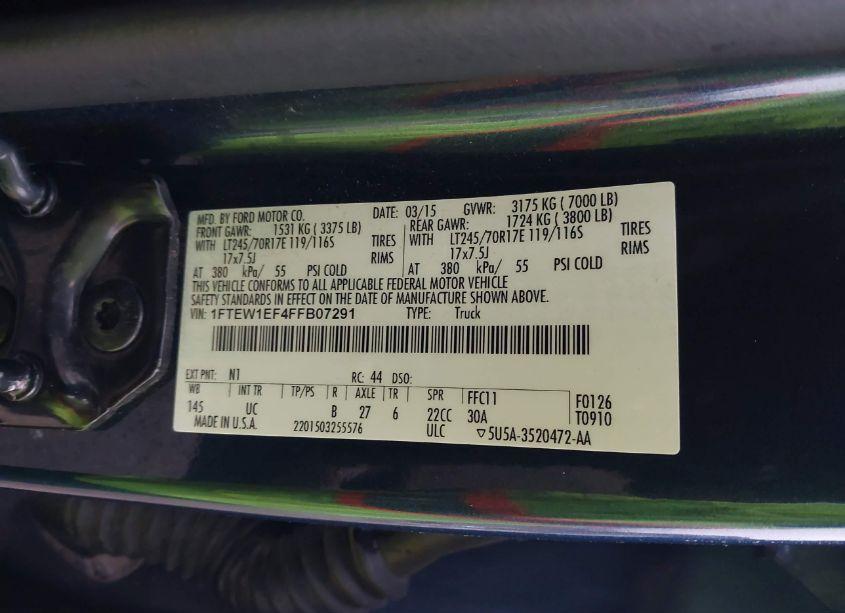 MFD. BY FORD MOTOR CO. DATE: 03/15 GVWR: 3175 KG ( 7000 LB)
FRONT GAWR: 1531 KG ( 3375 LB) REAR GAWR: 1724 KG ( 3800 LB)
WITH LT245/70R17E 119/116S TIRES WITH LT245/70R17E 119/116S TIRES
17x7.5J RIMS 17x7.5J RIMS
AT 380 kPa/ 55 PSI COLD AT 380 kPa/ 55 PSI COLD
THIS VEHICLE CONFORMS TO ALL APPLICABLE FEDERAL MOTOR VEHICLE
SAFETY STANDARDS IN EFFECT ON THE DATE OF MANUFACTURE SHOWN ABOVE.
VIN: 1FTEW1EF4FFB07291 TYPE: Truck
EXT PNT: N1 RC: 44 DSO:
WB INT TR TP/PS R AXLE TR SPR FFC11 F0126
145 UC B 27 6 22CC 30A T0910
MADE IN U.S.A. 2201503255576 ULC ▽5U5A-3520472-AA